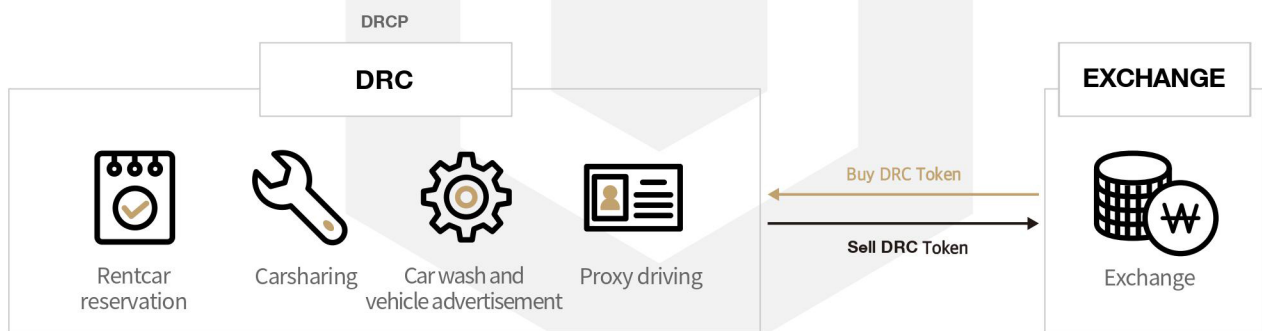 DRCP
DRC
EXCHANGE
Buy DRC Token
Sell DRC Token
Rentcar
reservation
Carsharing
Car wash and
vehicle advertisement
Proxy driving
Exchange